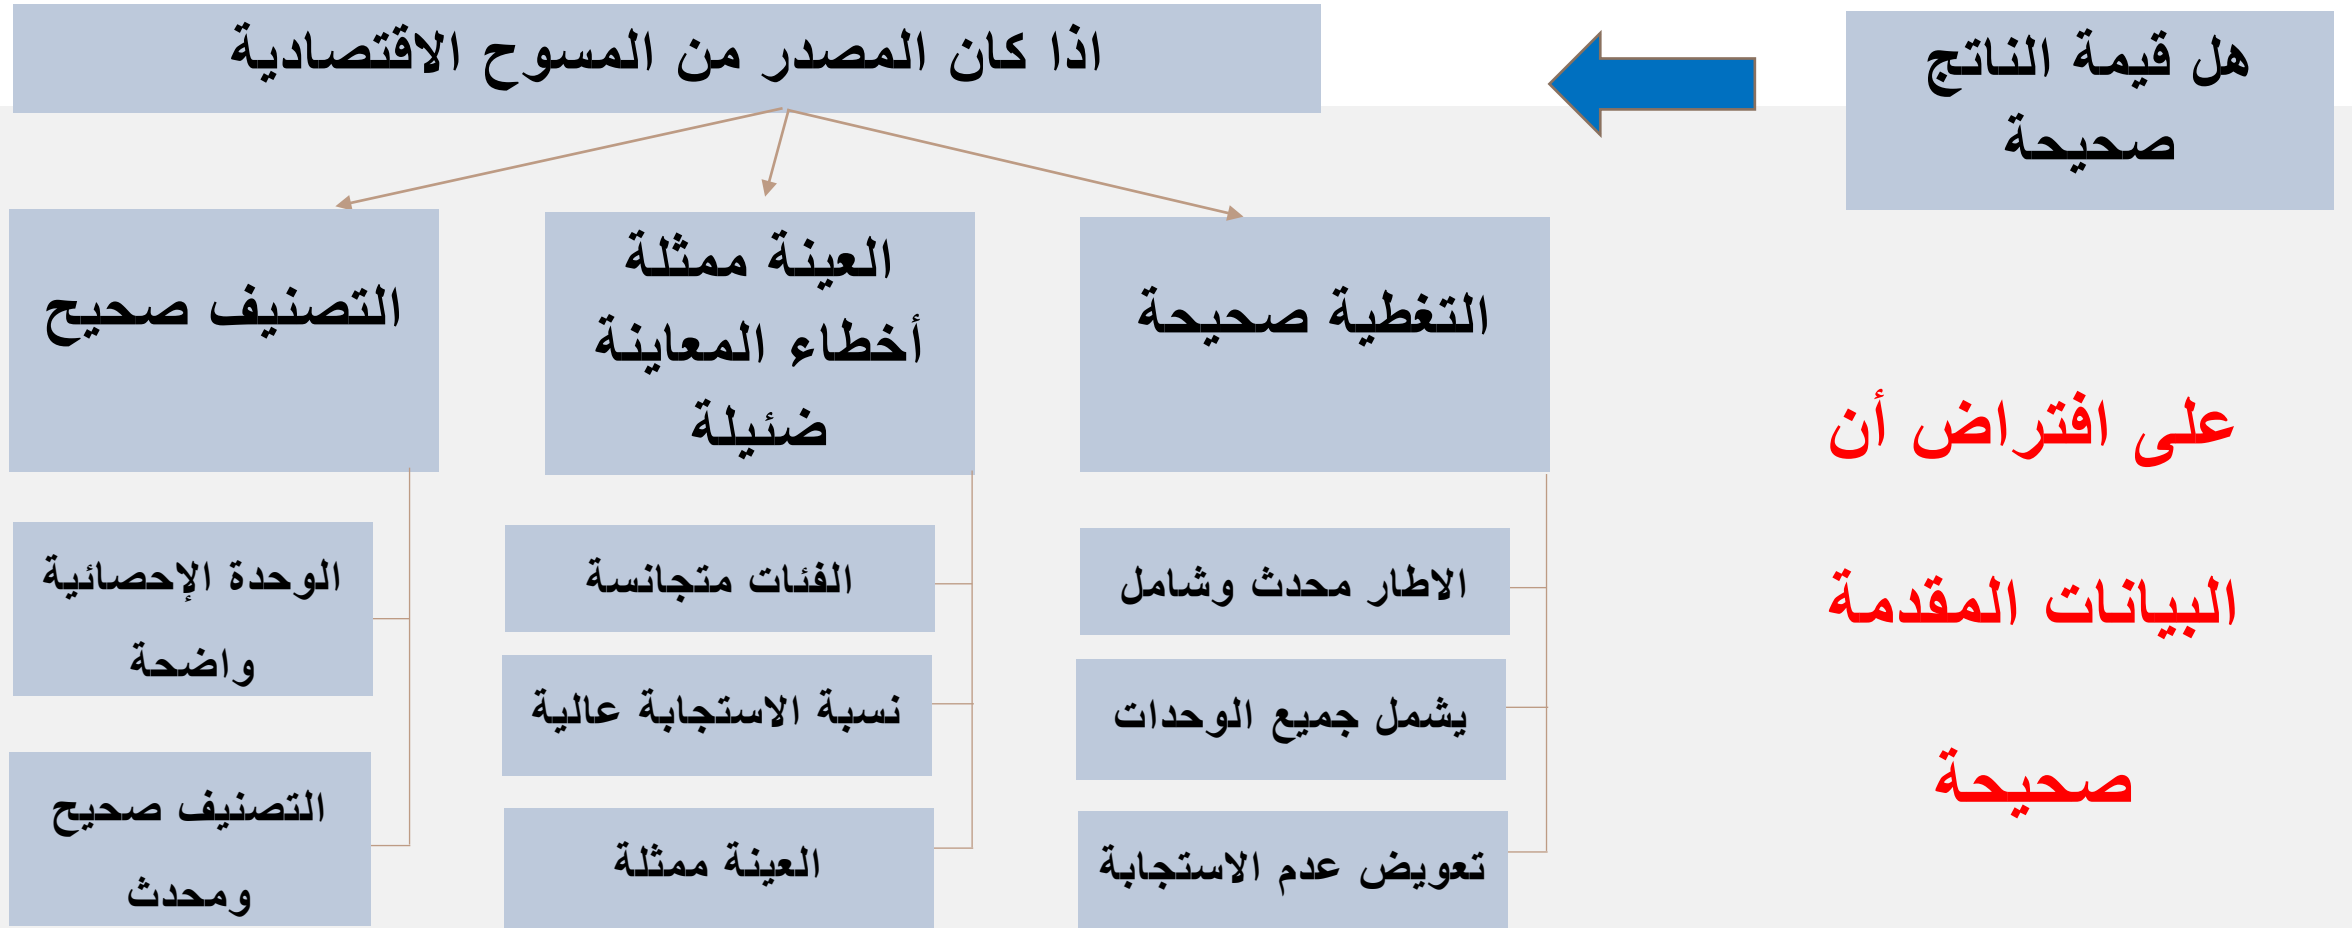 هل قيمة الناتج
صحيحة
اذا كان المصدر من المسوح الاقتصادية
التغطية صحيحة
الاطار محدث وشامل
يشمل جميع الوحدات
تعويض عدم الاستجابة
العينة ممثلة
أخطاء المعاينة
ضئيلة
الفئات متجانسة
نسبة الاستجابة عالية
العينة ممثلة
التصنيف صحيح
الوحدة الإحصائية
واضحة
التصنيف صحيح
ومحدث
على افتراض أن
البيانات المقدمة
صحيحة